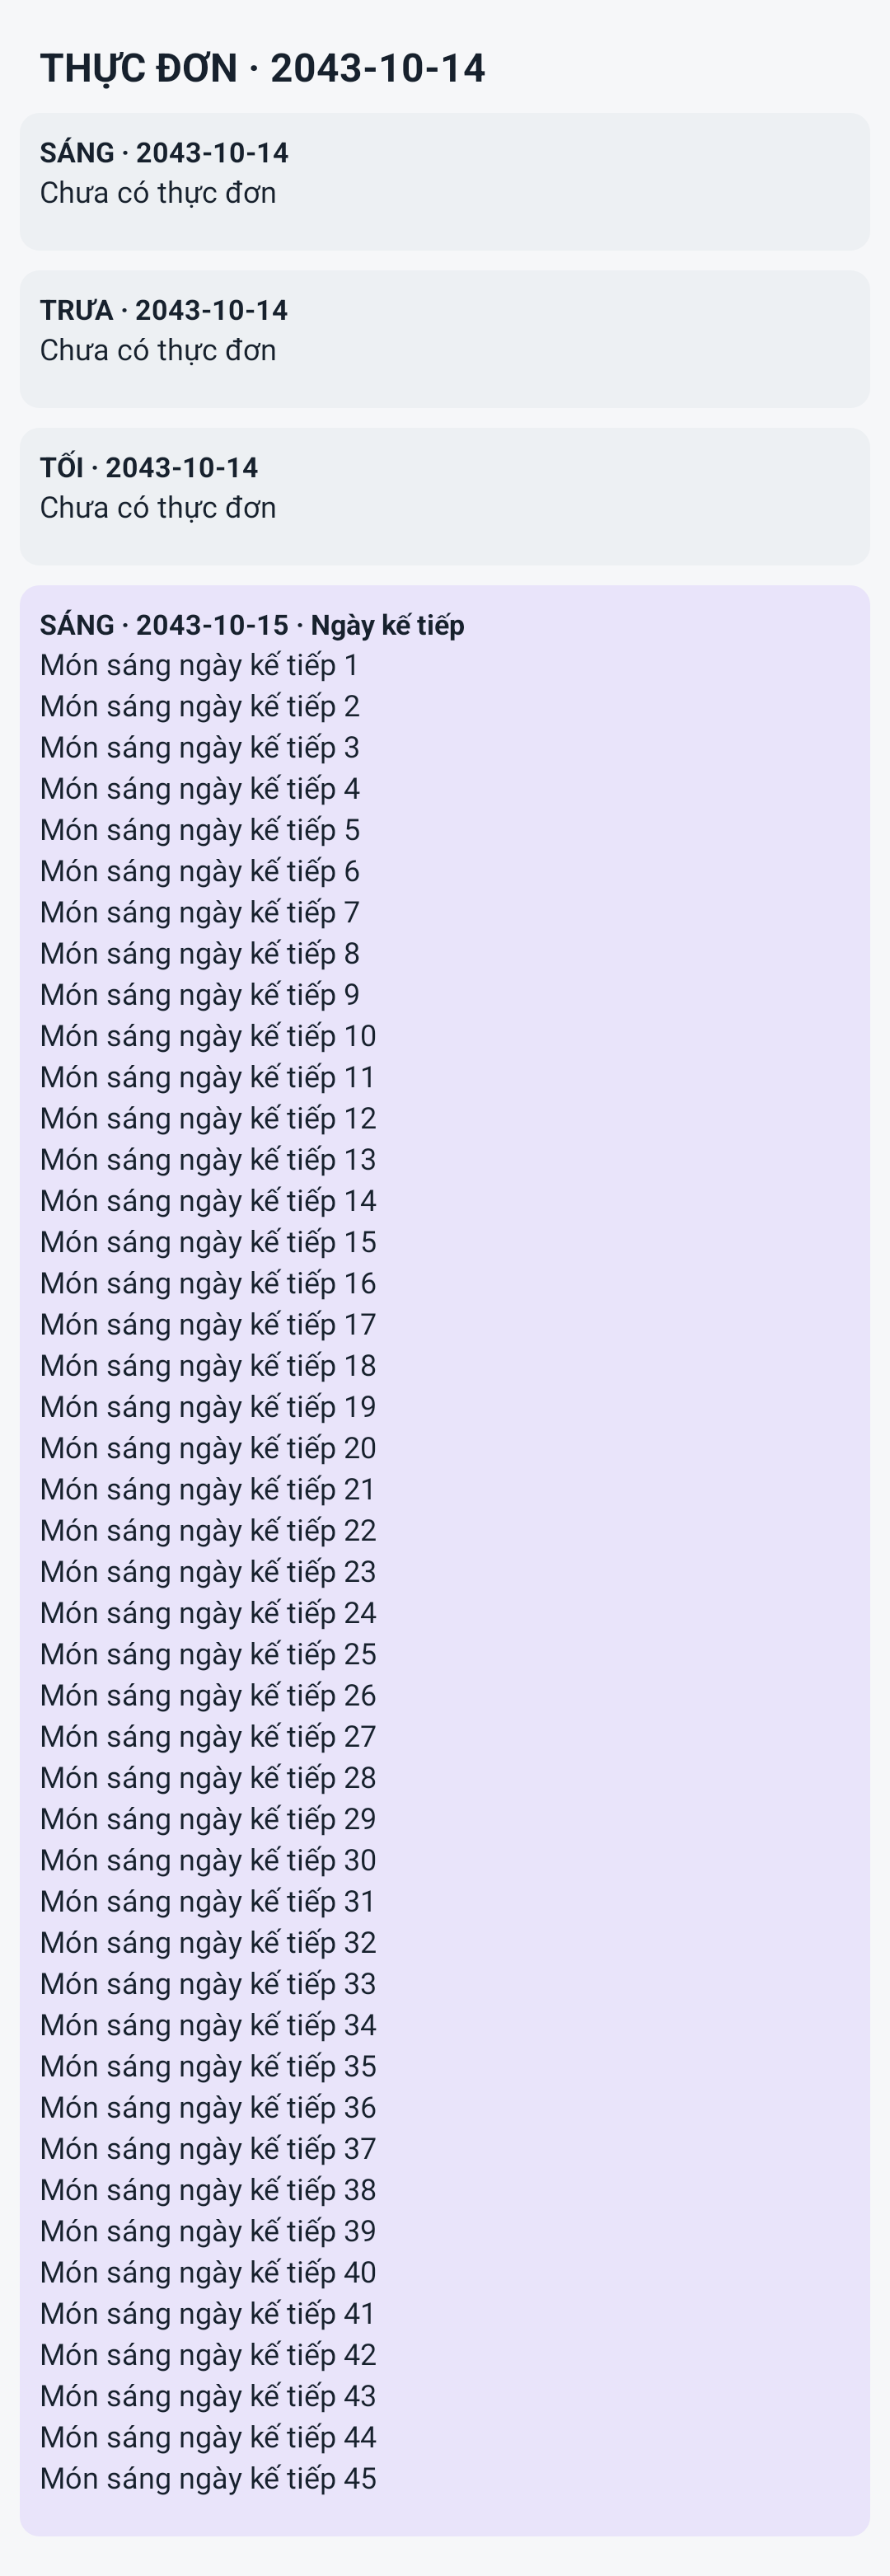 THỰC ĐƠN · 2043-10-14
SÁNG · 2043-10-14
Chưa có thực đơn
TRƯA · 2043-10-14
Chưa có thực đơn
TỐI · 2043-10-14
Chưa có thực đơn
SÁNG · 2043-10-15 · Ngày kế tiếp
Món sáng ngày kế tiếp 1
Món sáng ngày kế tiếp 2
Món sáng ngày kế tiếp 3
Món sáng ngày kế tiếp 4
Món sáng ngày kế tiếp 5
Món sáng ngày kế tiếp 6
Món sáng ngày kế tiếp 7
Món sáng ngày kế tiếp 8
Món sáng ngày kế tiếp 9
Món sáng ngày kế tiếp 10
Món sáng ngày kế tiếp 11
Món sáng ngày kế tiếp 12
Món sáng ngày kế tiếp 13
Món sáng ngày kế tiếp 14
Món sáng ngày kế tiếp 15
Món sáng ngày kế tiếp 16
Món sáng ngày kế tiếp 17
Món sáng ngày kế tiếp 18
Món sáng ngày kế tiếp 19
Món sáng ngày kế tiếp 20
Món sáng ngày kế tiếp 21
Món sáng ngày kế tiếp 22
Món sáng ngày kế tiếp 23
Món sáng ngày kế tiếp 24
Món sáng ngày kế tiếp 25
Món sáng ngày kế tiếp 26
Món sáng ngày kế tiếp 27
Món sáng ngày kế tiếp 28
Món sáng ngày kế tiếp 29
Món sáng ngày kế tiếp 30
Món sáng ngày kế tiếp 31
Món sáng ngày kế tiếp 32
Món sáng ngày kế tiếp 33
Món sáng ngày kế tiếp 34
Món sáng ngày kế tiếp 35
Món sáng ngày kế tiếp 36
Món sáng ngày kế tiếp 37
Món sáng ngày kế tiếp 38
Món sáng ngày kế tiếp 39
Món sáng ngày kế tiếp 40
Món sáng ngày kế tiếp 41
Món sáng ngày kế tiếp 42
Món sáng ngày kế tiếp 43
Món sáng ngày kế tiếp 44
Món sáng ngày kế tiếp 45